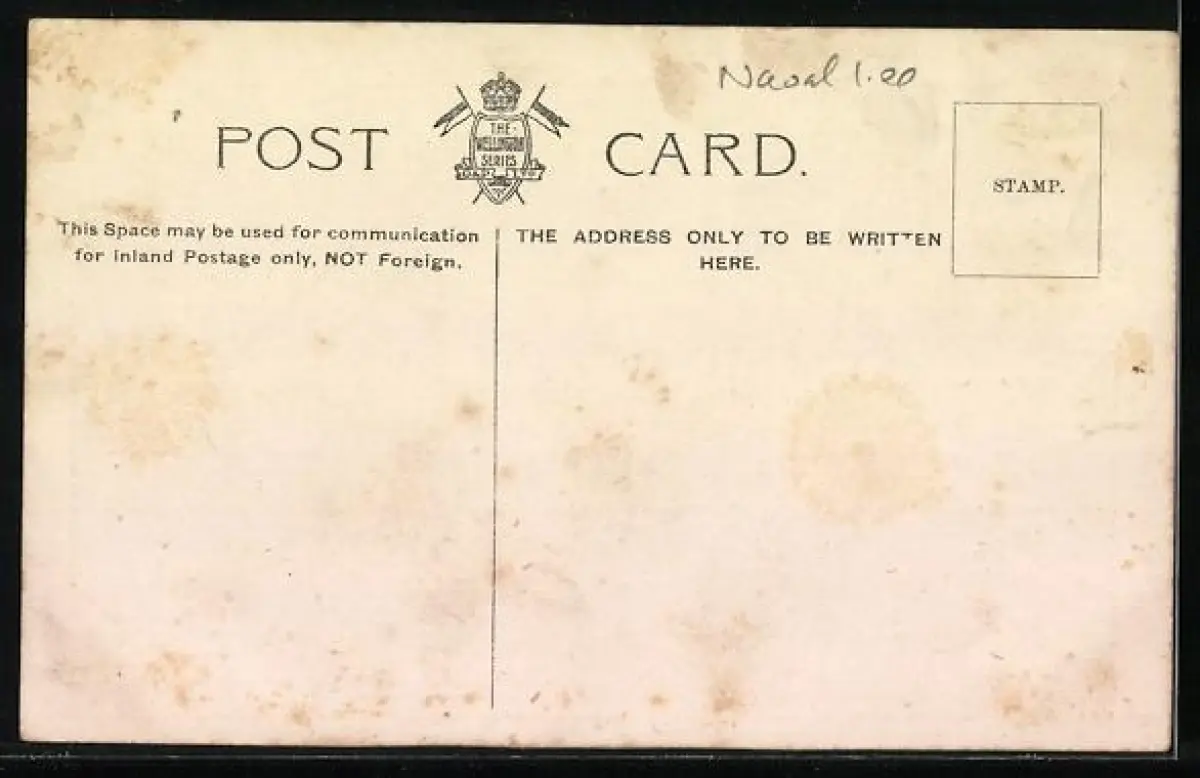 Naval 1.00
POST CARD.
THE
WELLINGTON
SERIES
STAMP.
This Space may be used for communication
for Inland Postage only, NOT Foreign.
THE ADDRESS ONLY TO BE WRITTEN
HERE.